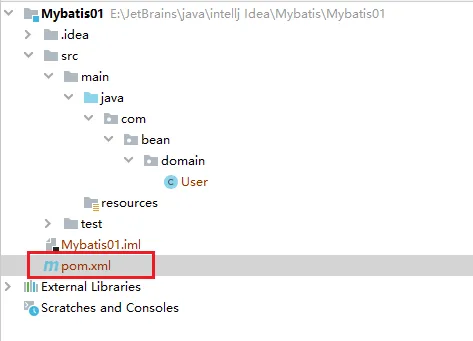 Mybatis01 E:\JetBrains\java\intellj Idea\Mybatis\Mybatis01
.idea
src
main
java
com
bean
domain
C User
resources
test
Mybatis01.iml
m pom.xml
External Libraries
Scratches and Consoles